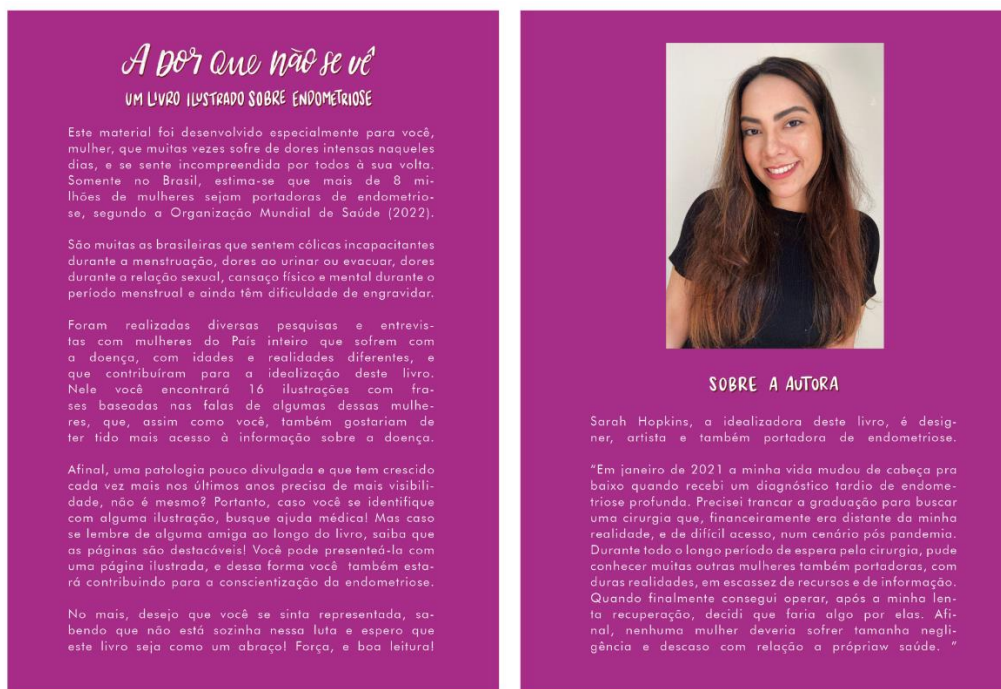 A DOR QUE NÃO SE VÊ
UM LIVRO ILUSTRADO SOBRE ENDOMETRIOSE
Este material foi desenvolvido especialmente para você,
mulher, que muitas vezes sofre de dores intensas naqueles
dias, e se sente incompreendida por todos à sua volta.
Somente no Brasil, estima-se que mais de 8 mi-
lhões de mulheres sejam portadoras de endometrio-
se, segundo a Organização Mundial de Saúde (2022).
São muitas as brasileiras que sentem cólicas incapacitantes
durante a menstruação, dores ao urinar ou evacuar, dores
durante a relação sexual, cansaço físico e mental durante o
período menstrual e ainda têm dificuldade de engravidar.
Foram realizadas diversas pesquisas e entrevis-
tas com mulheres do País inteiro que sofrem com
a doença, com idades e realidades diferentes, e
que contribuíram para a idealização deste livro.
Nele você encontrará 16 ilustrações com fra-
ses baseadas nas falas de algumas dessas mulhe-
res, que, assim como você, também gostariam de
ter tido mais acesso à informação sobre a doença.
Afinal, uma patologia pouco divulgada e que tem crescido
cada vez mais nos últimos anos precisa de mais visibili-
dade, não é mesmo? Portanto, caso você se identifique
com alguma ilustração, busque ajuda médica! Mas caso
se lembre de alguma amiga ao longo do livro, saiba que
as páginas são destacáveis! Você pode presenteá-la com
uma página ilustrada, e dessa forma você também esta-
rá contribuindo para a conscientização da endometriose.
No mais, desejo que você se sinta representada, sa-
bendo que não está sozinha nessa luta e espero que
este livro seja como um abraço! Força, e boa leitura!
SOBRE A AUTORA
Sarah Hopkins, a idealizadora deste livro, é desig-
ner, artista e também portadora de endometriose.
"Em janeiro de 2021 a minha vida mudou de cabeça pra
baixo quando recebi um diagnóstico tardio de endome-
triose profunda. Precisei trancar a graduação para buscar
uma cirurgia que, financeiramente era distante da minha
realidade, e de difícil acesso, num cenário pós pandemia.
Durante todo o longo período de espera pela cirurgia, pude
conhecer muitas outras mulheres também portadoras, com
duras realidades, em escassez de recursos e de informação.
Quando finalmente consegui operar, após a minha len-
ta recuperação, decidi que faria algo por elas. Afi-
nal, nenhuma mulher deveria sofrer tamanha negli-
gência e descaso com relação a própriaw saúde. "